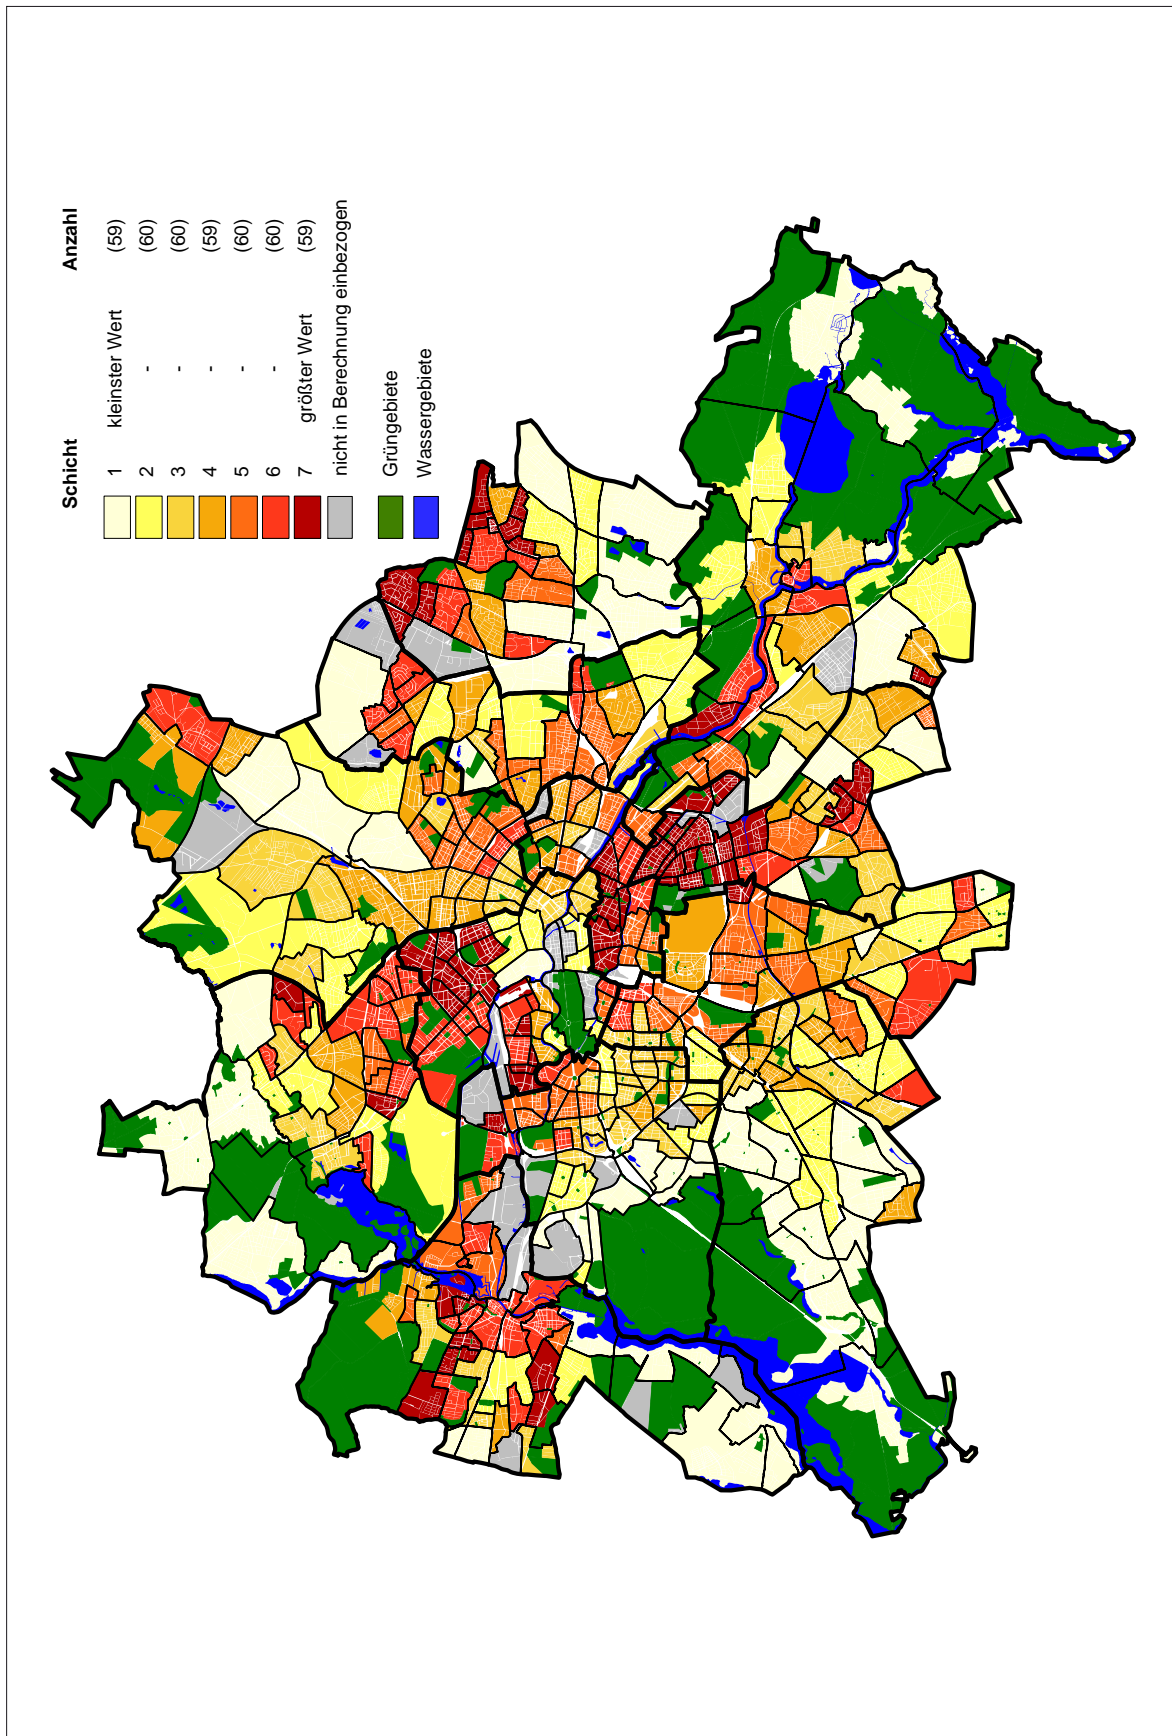 Schicht Anzahl
1 kleinster Wert (59)
2 - (60)
3 - (60)
4 - (59)
5 - (60)
6 - (60)
7 größter Wert (59)
nicht in Berechnung einbezogen
Grüngebiete
Wassergebiete